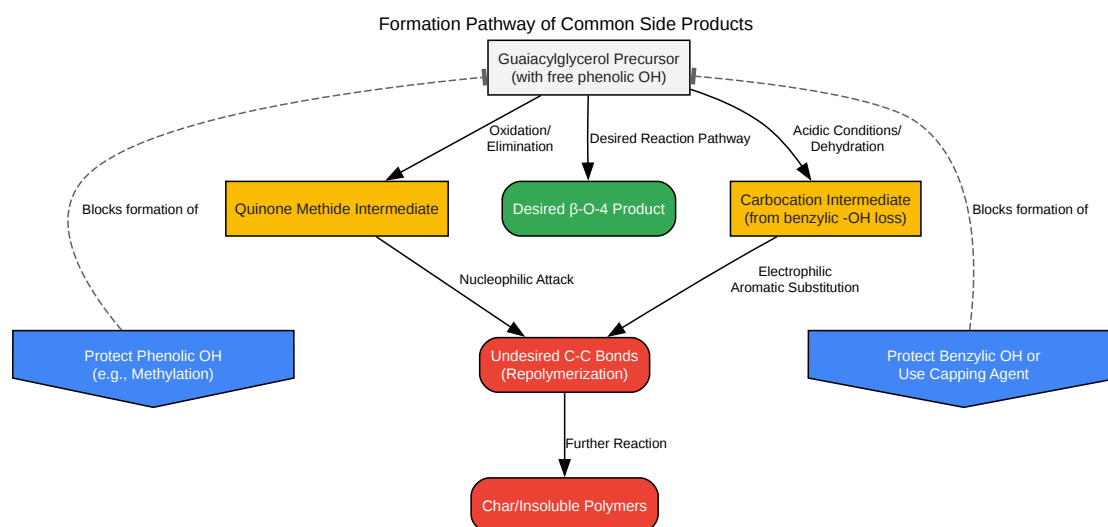 Formation Pathway of Common Side Products
Guaiacylglycerol Precursor
(with free phenolic OH)
Oxidation/
Elimination
Desired Reaction Pathway
Acidic Conditions/
Dehydration
Blocks formation of
Quinone Methide Intermediate
Desired β-O-4 Product
Carbocation Intermediate
(from benzylic -OH loss)
Blocks formation of
Nucleophilic Attack
Electrophilic
Aromatic Substitution
Protect Phenolic OH
(e.g., Methylation)
Undesired C-C Bonds
(Repolymerization)
Protect Benzylic OH or
Use Capping Agent
Further Reaction
Char/Insoluble Polymers